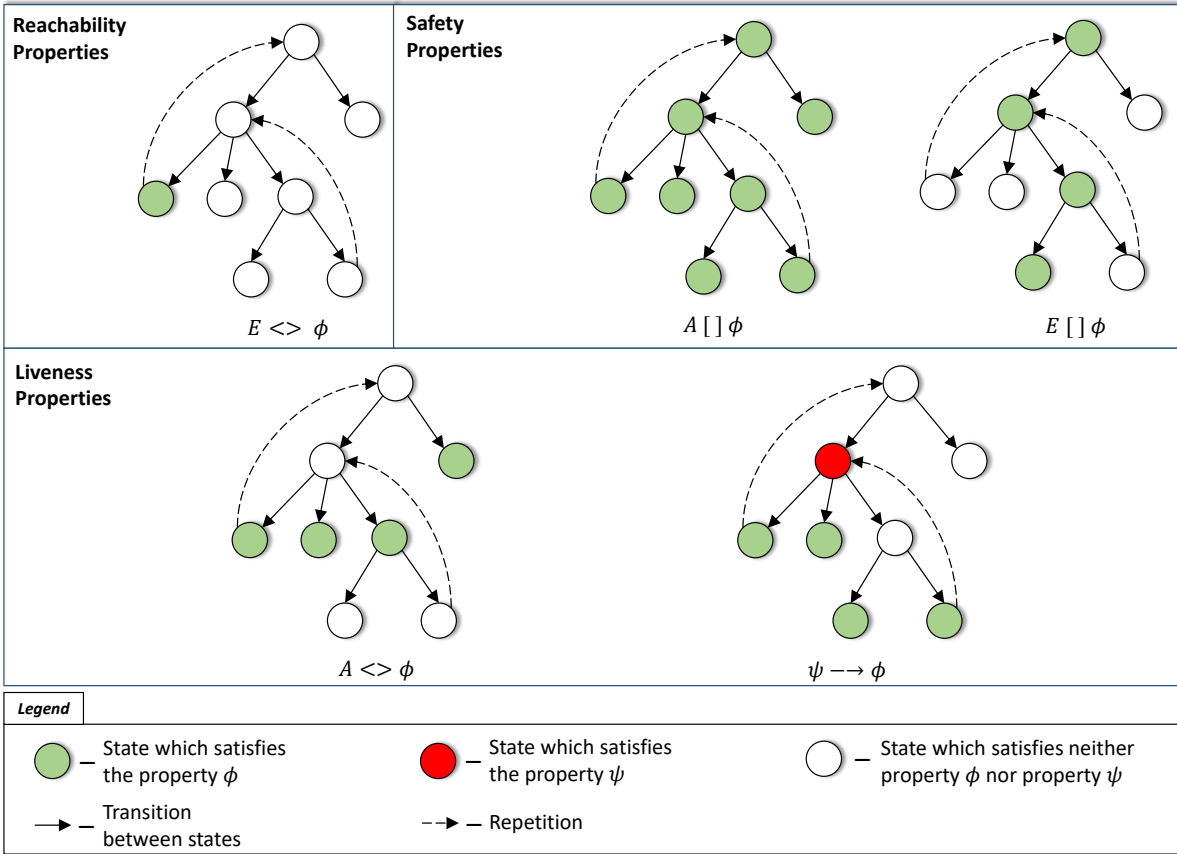 Reachability
Properties
E <> ϕ
Safety
Properties
A [ ] ϕ
E [ ] ϕ
Liveness
Properties
A <> ϕ
ψ −→ ϕ
Legend
– State which satisfies
the property ϕ
– State which satisfies
the property ψ
– State which satisfies neither
property ϕ nor property ψ
– Transition
between states
– Repetition